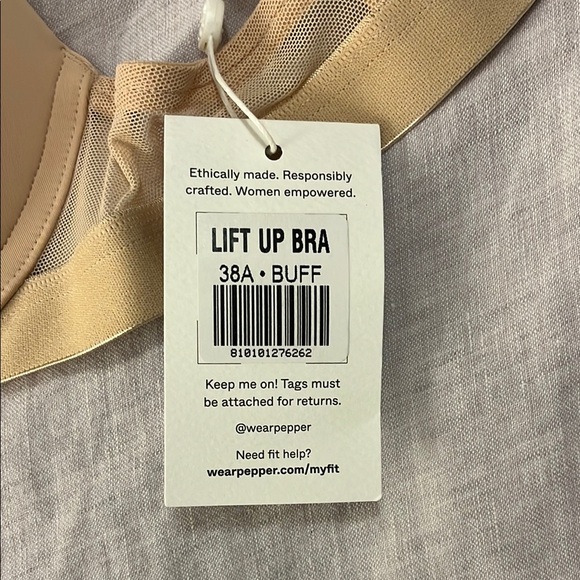 Ethically made. Responsibly
crafted. Women empowered.
LIFT UP BRA
38A • BUFF
810101276262
Keep me on! Tags must
be attached for returns.
@wearpepper
Need fit help?
wearpepper.com/myfit